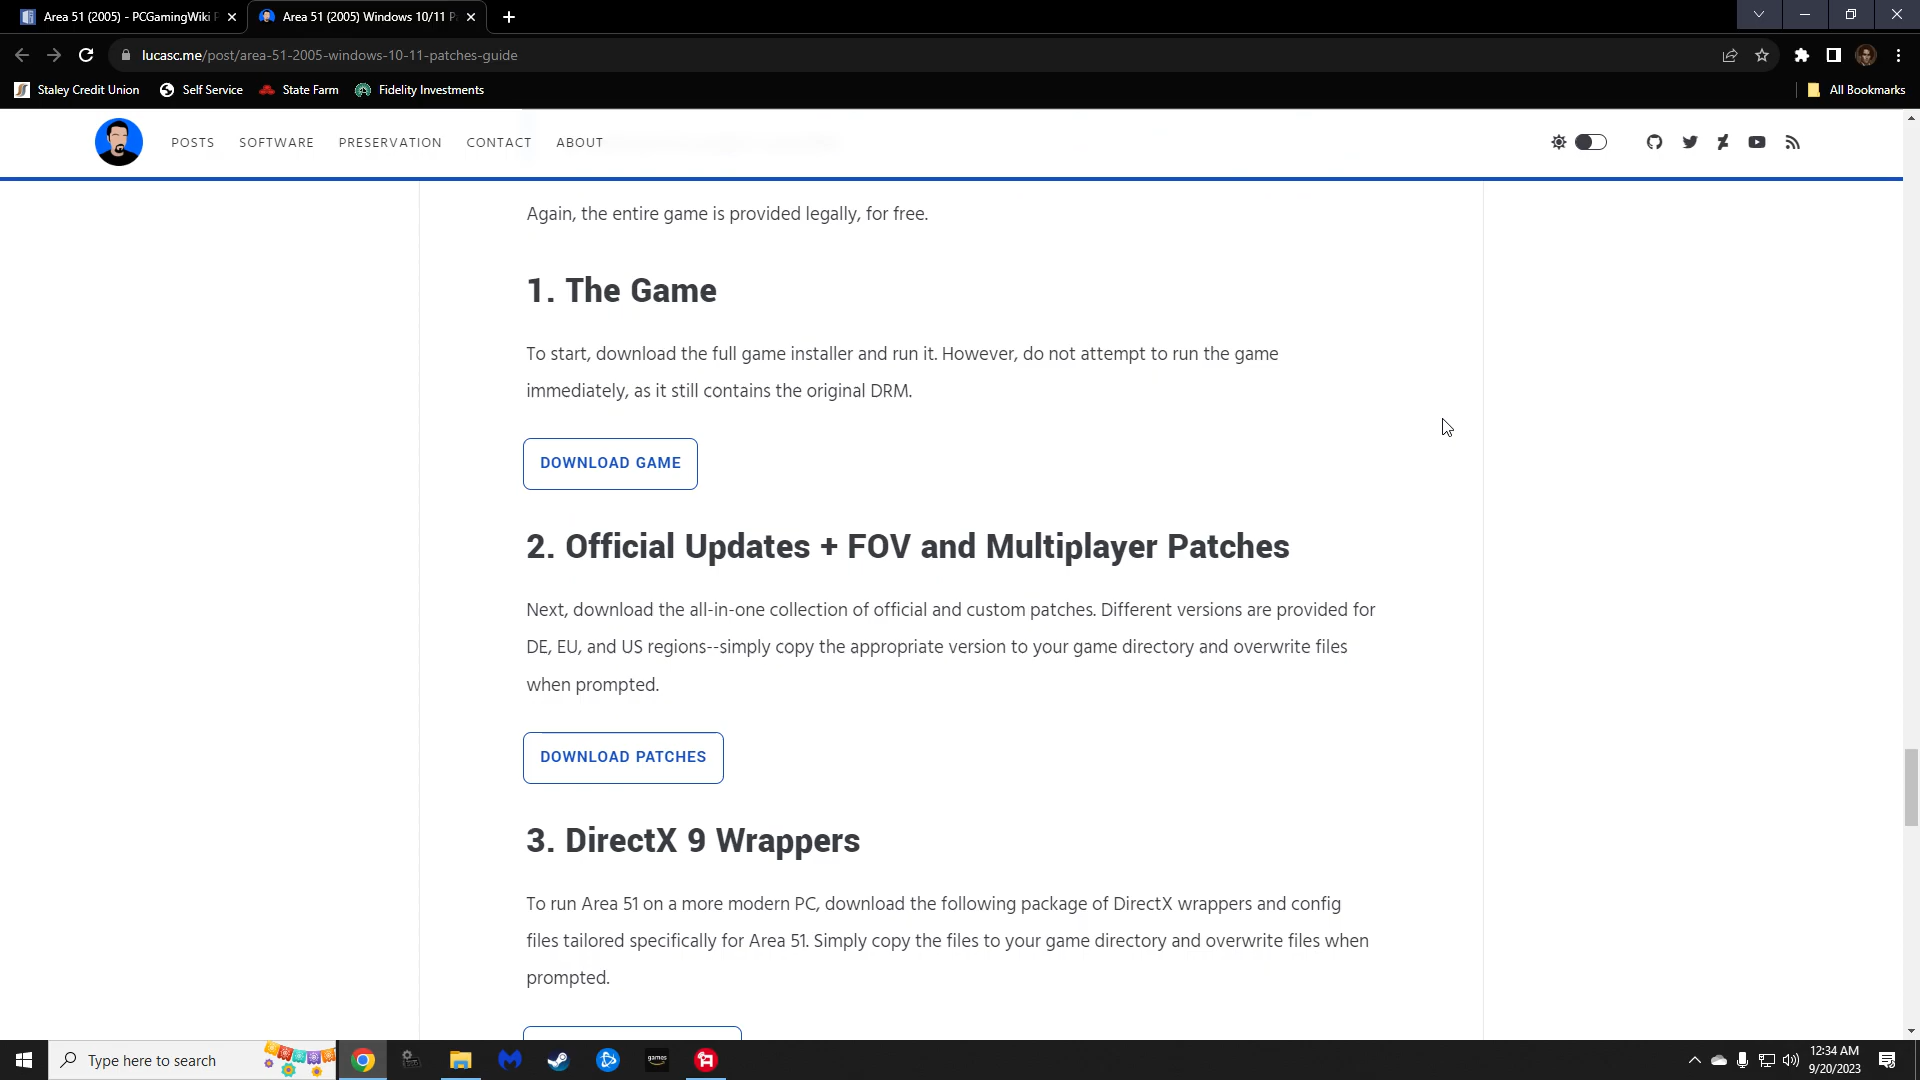 Area 51 (2005) - PCGamingWiki
Area 51 (2005) Windows 10/11 P
lucasc.me/post/area-51-2005-windows-10-11-patches-guide
Staley Credit Union
Self Service
State Farm
Fidelity Investments
All Bookmarks
POSTS
SOFTWARE
PRESERVATION
CONTACT
ABOUT
Again, the entire game is provided legally, for free.
1. The Game
To start, download the full game installer and run it. However, do not attempt to run the game
immediately, as it still contains the original DRM.
DOWNLOAD GAME
2. Official Updates + FOV and Multiplayer Patches
Next, download the all-in-one collection of official and custom patches. Different versions are provided for
DE, EU, and US regions--simply copy the appropriate version to your game directory and overwrite files
when prompted.
DOWNLOAD PATCHES
3. DirectX 9 Wrappers
To run Area 51 on a more modern PC, download the following package of DirectX wrappers and config
files tailored specifically for Area 51. Simply copy the files to your game directory and overwrite files when
prompted.
Type here to search
games
12:34 AM
9/20/2023